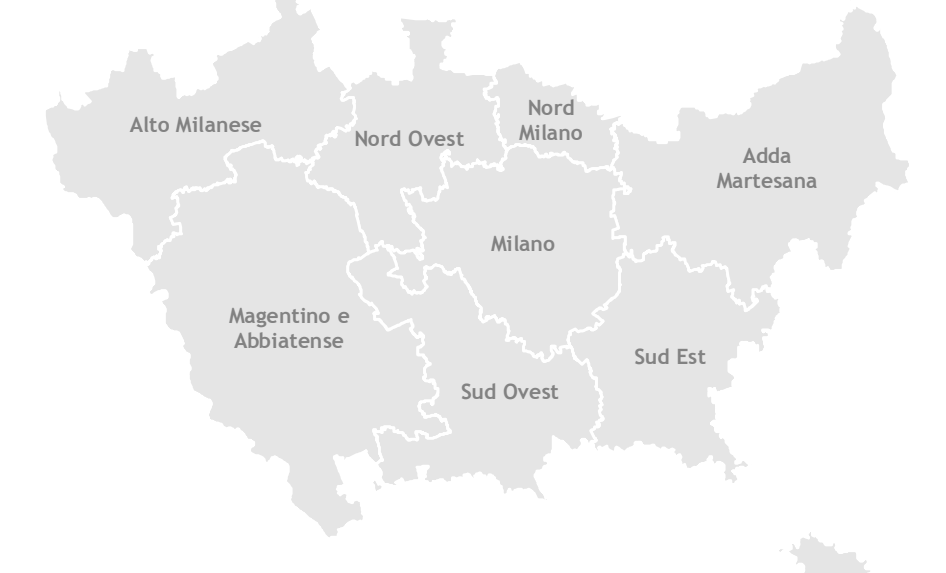 Alto Milanese
Nord Ovest
Nord
Milano
Adda
Martesana
Milano
Magentino e
Abbiatense
Sud Ovest
Sud Est